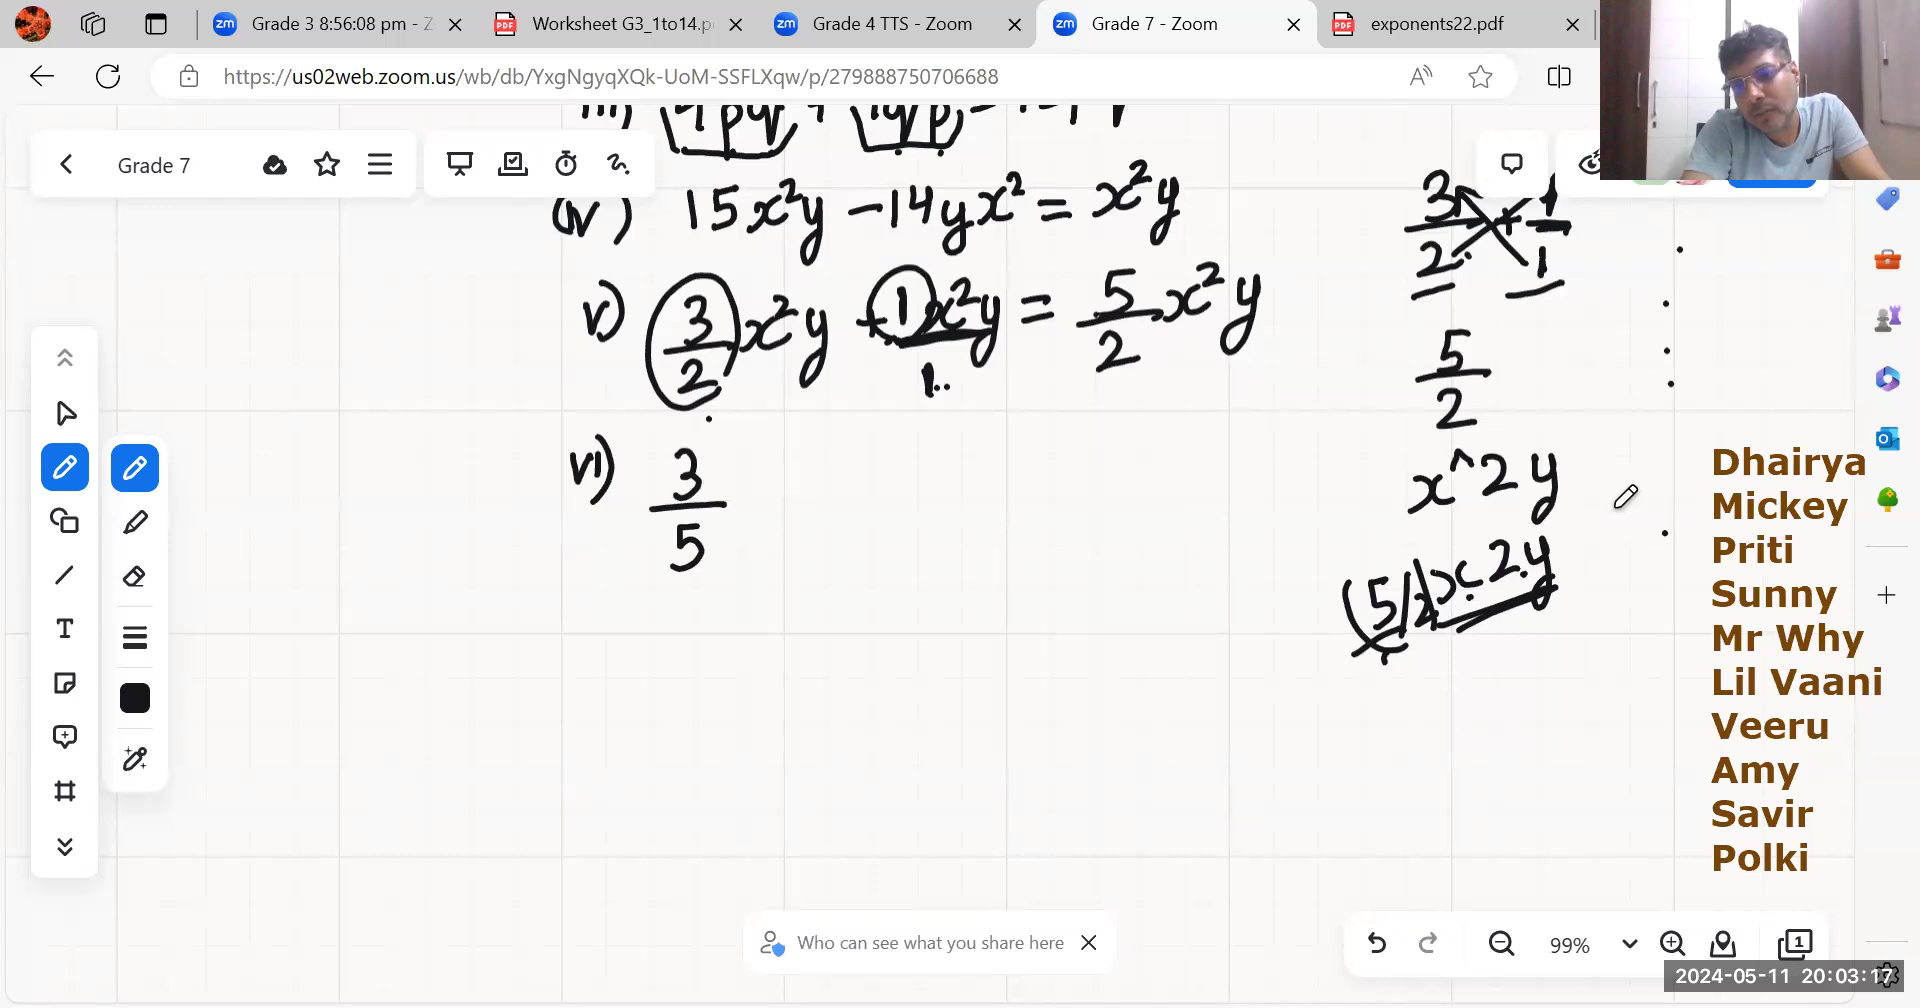 Grade 3 8:56:08 pm - Z
Worksheet G3_1to14.p
Grade 4 TTS - Zoom
Grade 7 - Zoom
exponents22.pdf
https://us02web.zoom.us/wb/db/YxgNgyqXQk-UoM-SSFLXqw/p/279888750706688
Grade 7
(iv) 15x²y - 14yx² = x²y
v) 3/2 x²y + 1x²y/1 = 5/2 x²y
vi) 3/5
3/2 + 1/1
5/2
x^2y
(5/2)x^2y
Dhairya
Mickey
Priti
Sunny
Mr Why
Lil Vaani
Veeru
Amy
Savir
Polki
Who can see what you share here
99%
1
2024-05-11 20:03:17